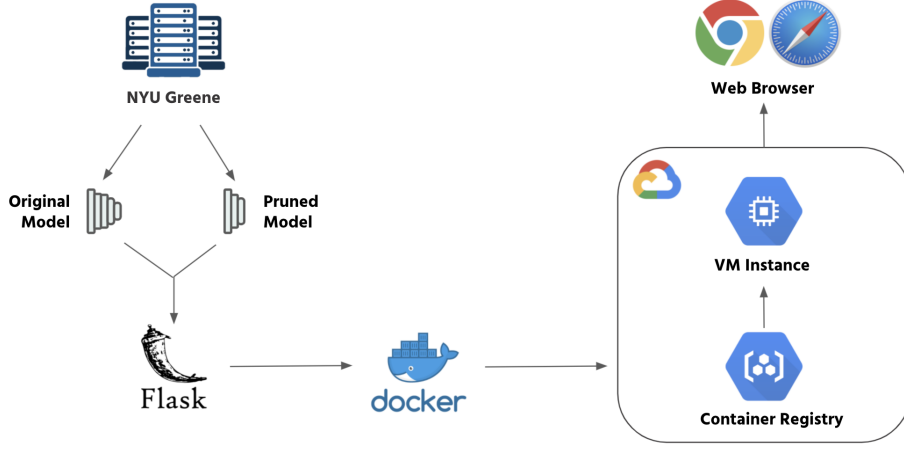 NYU Greene
Web Browser
Original
Model
Pruned
Model
VM Instance
Flask
docker
Container Registry